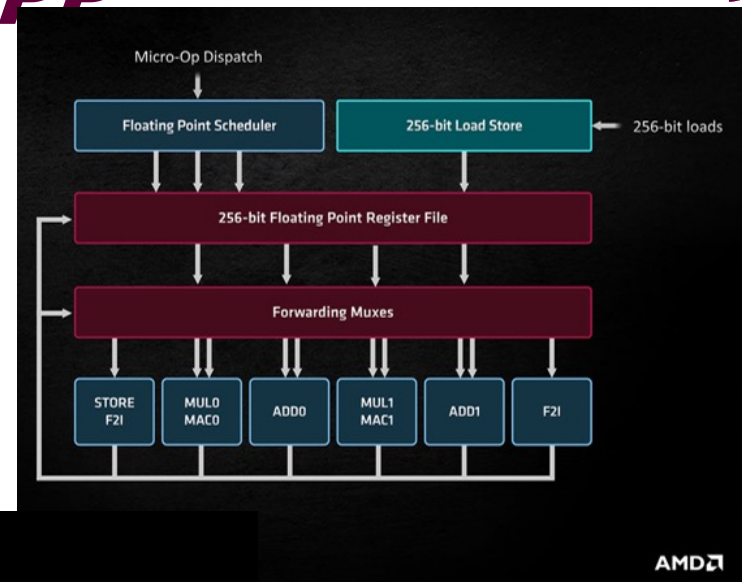 Micro-Op Dispatch
Floating Point Scheduler
256-bit Load Store
256-bit loads
256-bit Floating Point Register File
Forwarding Muxes
STORE
F2I
MUL0
MAC0
ADD0
MUL1
MAC1
ADD1
F2I
AMD